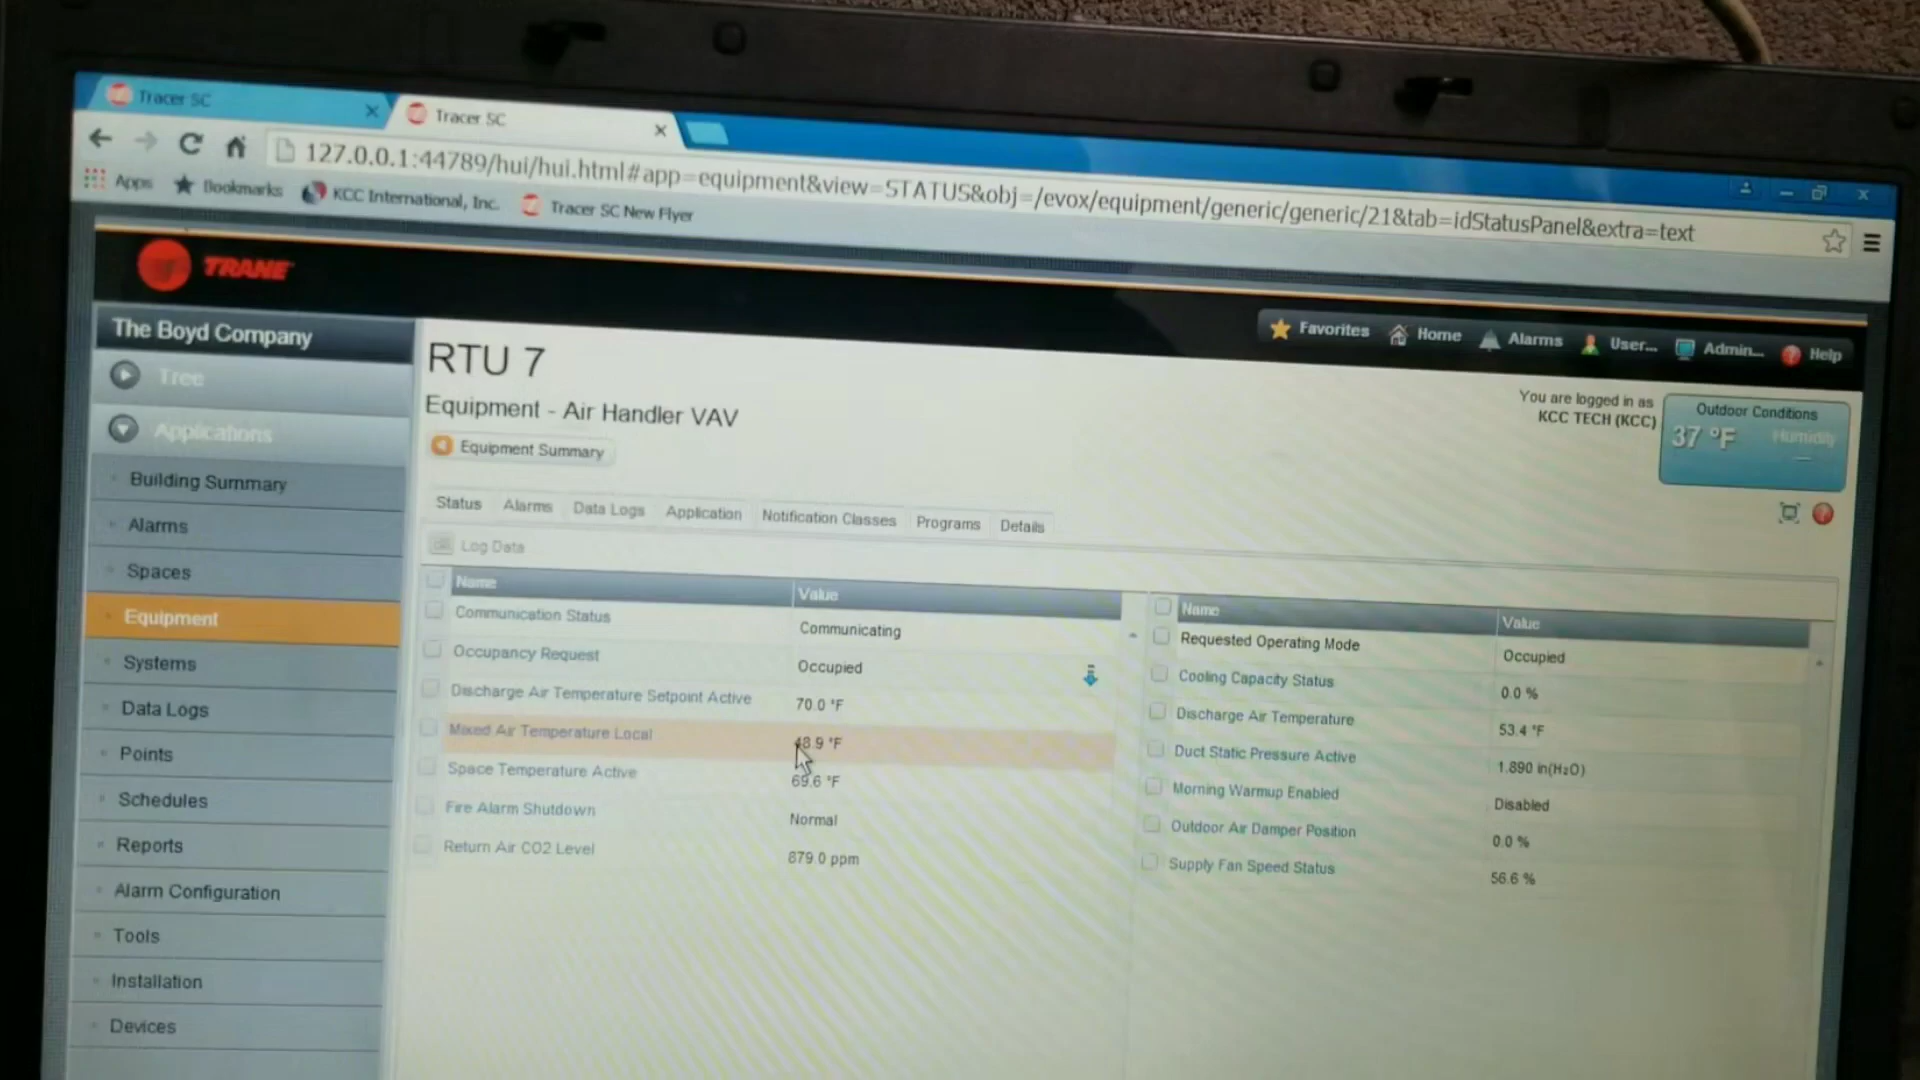 Tracer SC
Tracer SC
127.0.0.1:44789/hui/hui.html#app=equipment&view=STATUS&obj=/evox/equipment/generic/generic/21&tab=idStatusPanel&extra=text
Apps Bookmarks KCC International, Inc. Tracer SC New Flyer
TRANE
Favorites Home Alarms User... Admin... Help
The Boyd Company
Tree
Applications
Building Summary
Alarms
Spaces
Equipment
Systems
Data Logs
Points
Schedules
Reports
Alarm Configuration
Tools
Installation
Devices
RTU 7
Equipment - Air Handler VAV
Equipment Summary
You are logged in as
KCC TECH (KCC)
Outdoor Conditions
37 °F Humidity
--
Status Alarms Data Logs Application Notification Classes Programs Details
Log Data
Name Value
Communication Status Communicating
Occupancy Request Occupied
Discharge Air Temperature Setpoint Active 70.0 °F
Mixed Air Temperature Local 48.9 °F
Space Temperature Active 69.6 °F
Fire Alarm Shutdown Normal
Return Air CO2 Level 879.0 ppm
Name Value
Requested Operating Mode Occupied
Cooling Capacity Status 0.0 %
Discharge Air Temperature 53.4 °F
Duct Static Pressure Active 1.890 in(H₂O)
Morning Warmup Enabled Disabled
Outdoor Air Damper Position 0.0 %
Supply Fan Speed Status 56.6 %